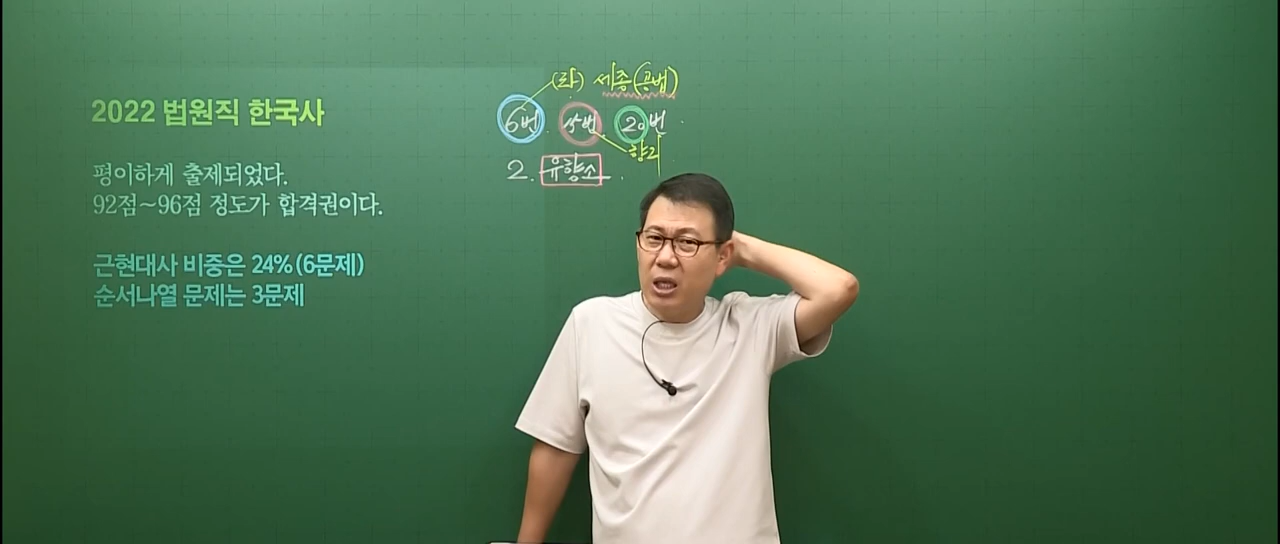 2022 법원직 한국사
평이하게 출제되었다.
92점~96점 정도가 합격권이다.
근현대사 비중은 24%(6문제)
순서나열 문제는 3문제
(라) 세종(공법)
6번. 번. 20번.
향리
2. 유향소.